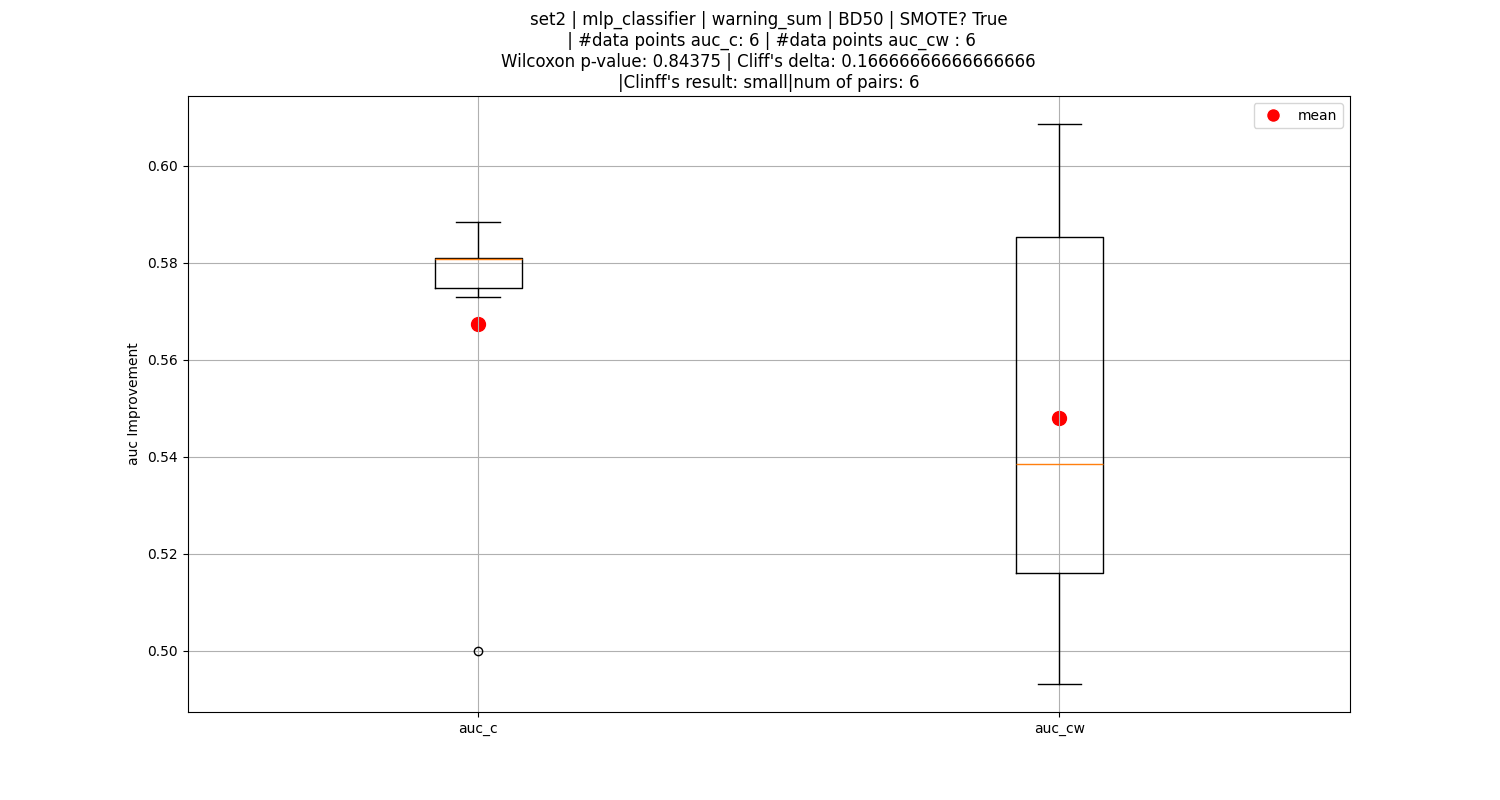 set2 | mlp_classifier | warning_sum | BD50 | SMOTE? True
| #data points auc_c: 6 | #data points auc_cw : 6
Wilcoxon p-value: 0.84375 | Cliff's delta: 0.16666666666666666
|Clinff's result: small|num of pairs: 6
mean
0.60
0.58
0.56
0.54
0.52
0.50
auc Improvement
auc_c
auc_cw